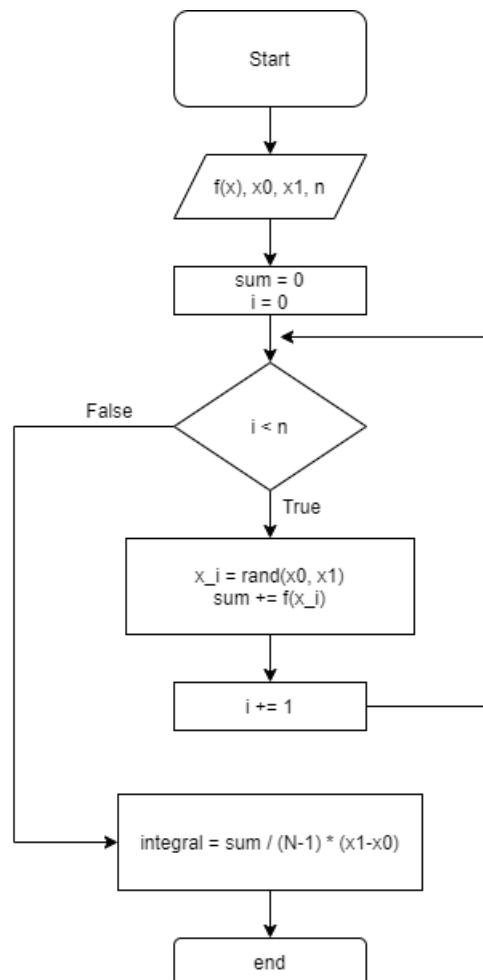 Start
f(x), x0, x1, n
sum = 0
i = 0
False
i < n
True
x_i = rand(x0, x1)
sum += f(x_i)
i += 1
integral = sum / (N-1) * (x1-x0)
end